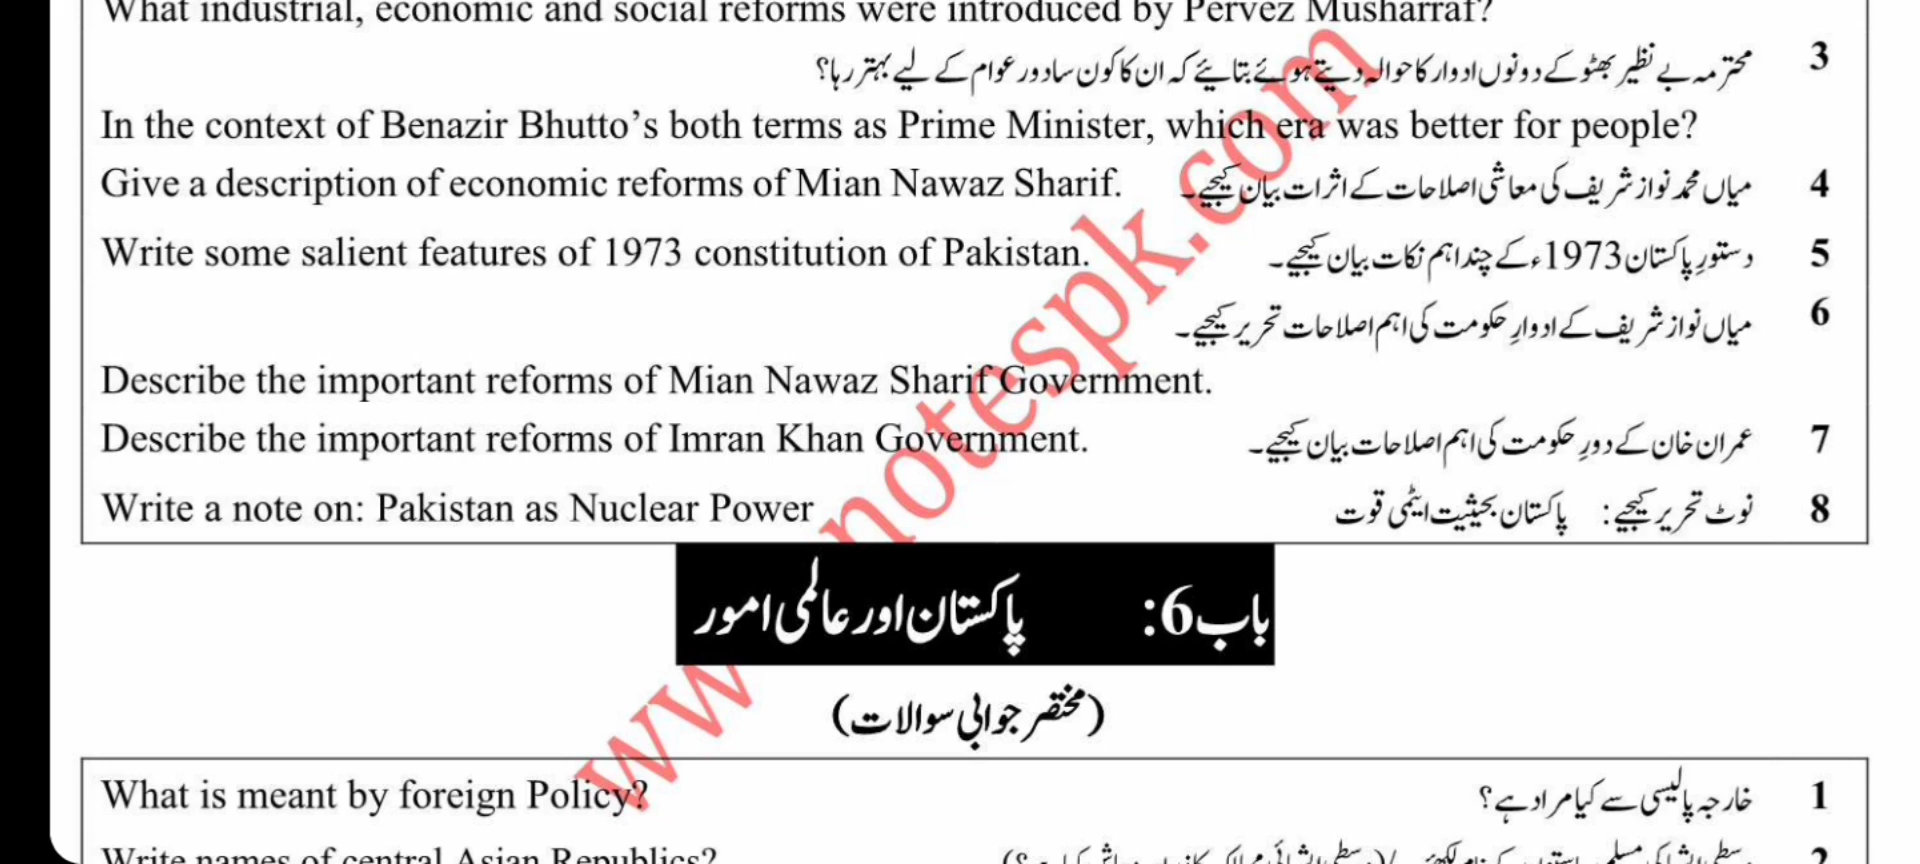 What industrial, economic and social reforms were introduced by Pervez Musharraf?
3 محترمہ بے نظیر بھٹو کے دونوں ادوار کا حوالہ دیتے ہوئے بتائیے کہ ان کا کون سا دور عوام کے لیے بہتر رہا؟
In the context of Benazir Bhutto’s both terms as Prime Minister, which era was better for people?
Give a description of economic reforms of Mian Nawaz Sharif. میاں محمد نواز شریف کی معاشی اصلاحات کے اثرات بیان کیجیے۔ 4
Write some salient features of 1973 constitution of Pakistan. دستورِ پاکستان 1973ء کے چند اہم نکات بیان کیجیے۔ 5
6 میاں نواز شریف کے ادوارِ حکومت کی اہم اصلاحات تحریر کیجیے۔
Describe the important reforms of Mian Nawaz Sharif Government.
Describe the important reforms of Imran Khan Government. عمران خان کے دورِ حکومت کی اہم اصلاحات بیان کیجیے۔ 7
Write a note on: Pakistan as Nuclear Power نوٹ تحریر کیجیے: پاکستان بحیثیت ایٹمی قوت 8
باب 6: پاکستان اور عالمی امور
(مختصر جوابی سوالات)
What is meant by foreign Policy? خارجہ پالیسی سے کیا مراد ہے؟ 1
Write names of central Asian Republics? 2
www.notespk.com